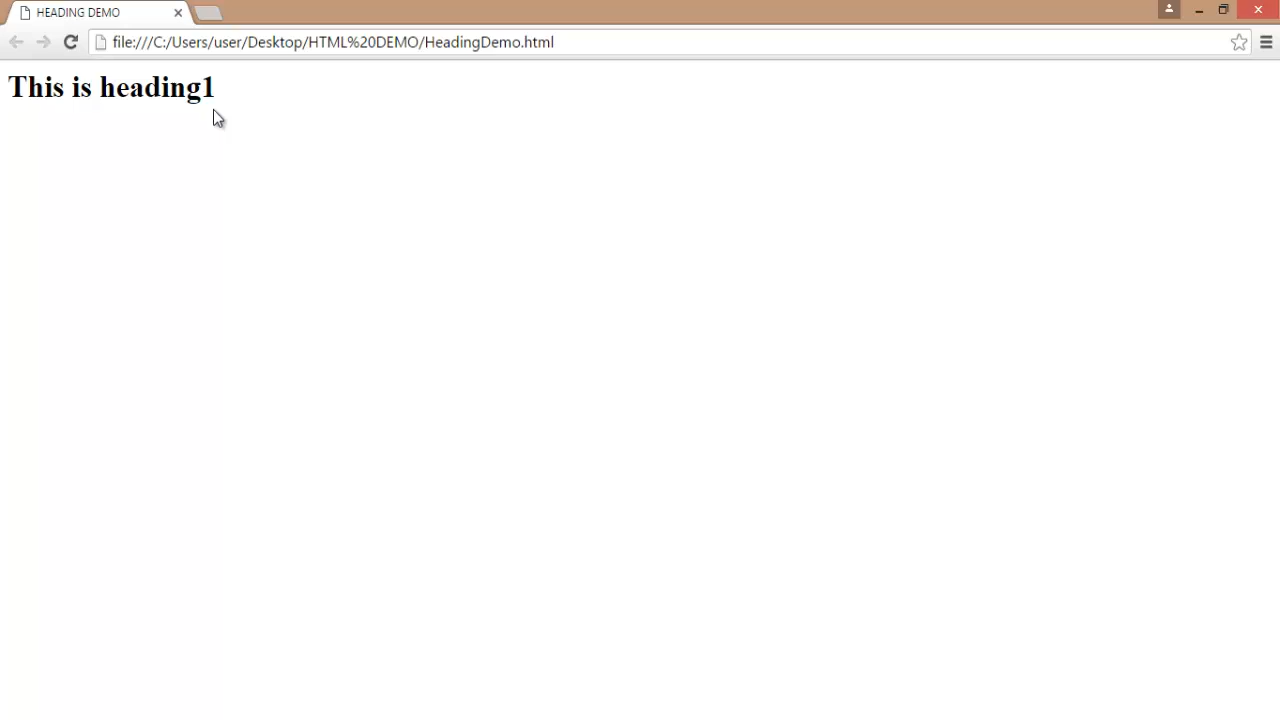 HEADING DEMO
file:///C:/Users/user/Desktop/HTML%20DEMO/HeadingDemo.html
This is heading1